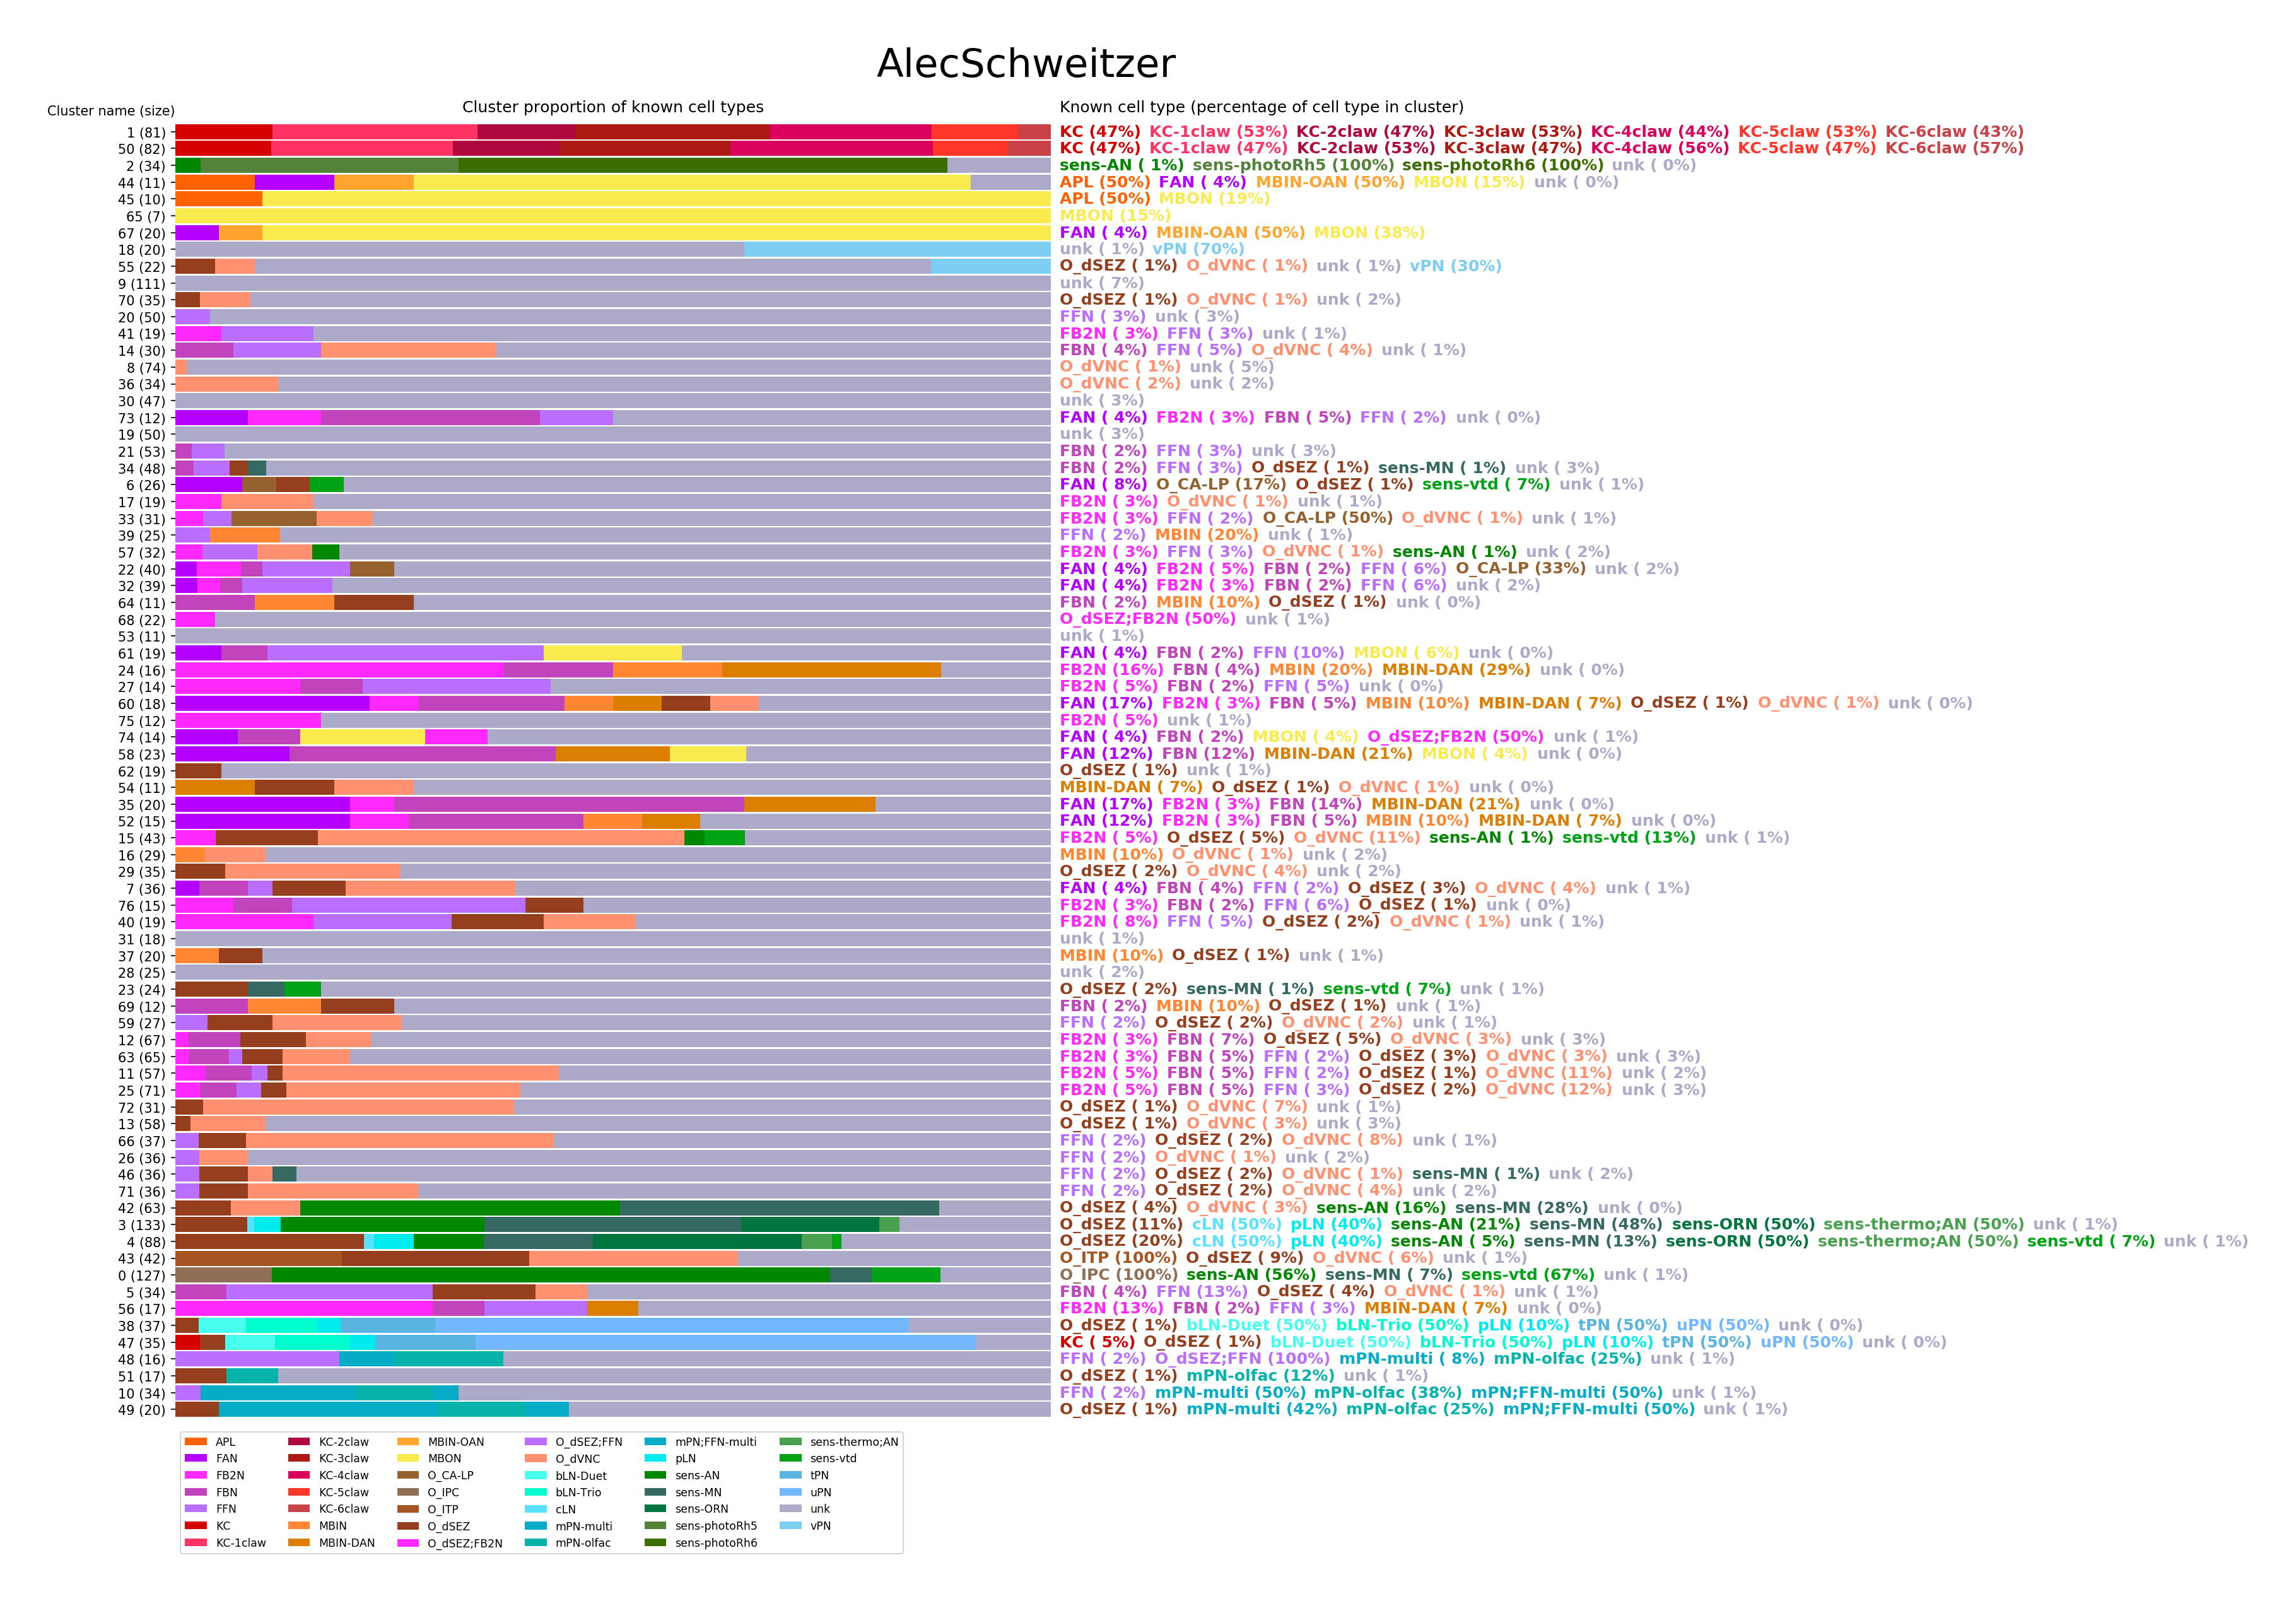 AlecSchweitzer
Cluster name (size) Cluster proportion of known cell types Known cell type (percentage of cell type in cluster)
1 (81) KC (47%) KC-1claw (53%) KC-2claw (47%) KC-3claw (53%) KC-4claw (44%) KC-5claw (53%) KC-6claw (43%)
50 (82) KC (47%) KC-1claw (47%) KC-2claw (53%) KC-3claw (47%) KC-4claw (56%) KC-5claw (47%) KC-6claw (57%)
2 (34) sens-AN ( 1%) sens-photoRh5 (100%) sens-photoRh6 (100%) unk ( 0%)
44 (11) APL (50%) FAN ( 4%) MBIN-OAN (50%) MBON (15%) unk ( 0%)
45 (10) APL (50%) MBON (19%)
65 (7) MBON (15%)
67 (20) FAN ( 4%) MBIN-OAN (50%) MBON (38%)
18 (20) unk ( 1%) vPN (70%)
55 (22) O_dSEZ ( 1%) O_dVNC ( 1%) unk ( 1%) vPN (30%)
9 (111) unk ( 7%)
70 (35) O_dSEZ ( 1%) O_dVNC ( 1%) unk ( 2%)
20 (50) FFN ( 3%) unk ( 3%)
41 (19) FB2N ( 3%) FFN ( 3%) unk ( 1%)
14 (30) FBN ( 4%) FFN ( 5%) O_dVNC ( 4%) unk ( 1%)
8 (74) O_dVNC ( 1%) unk ( 5%)
36 (34) O_dVNC ( 2%) unk ( 2%)
30 (47) unk ( 3%)
73 (12) FAN ( 4%) FB2N ( 3%) FBN ( 5%) FFN ( 2%) unk ( 0%)
19 (50) unk ( 3%)
21 (53) FBN ( 2%) FFN ( 3%) unk ( 3%)
34 (48) FBN ( 2%) FFN ( 3%) O_dSEZ ( 1%) sens-MN ( 1%) unk ( 3%)
6 (26) FAN ( 8%) O_CA-LP (17%) O_dSEZ ( 1%) sens-vtd ( 7%) unk ( 1%)
17 (19) FB2N ( 3%) O_dVNC ( 1%) unk ( 1%)
33 (31) FB2N ( 3%) FFN ( 2%) O_CA-LP (50%) O_dVNC ( 1%) unk ( 1%)
39 (25) FFN ( 2%) MBIN (20%) unk ( 1%)
57 (32) FB2N ( 3%) FFN ( 3%) O_dVNC ( 1%) sens-AN ( 1%) unk ( 2%)
22 (40) FAN ( 4%) FB2N ( 5%) FBN ( 2%) FFN ( 6%) O_CA-LP (33%) unk ( 2%)
32 (39) FAN ( 4%) FB2N ( 3%) FBN ( 2%) FFN ( 6%) unk ( 2%)
64 (11) FBN ( 2%) MBIN (10%) O_dSEZ ( 1%) unk ( 0%)
68 (22) O_dSEZ;FB2N (50%) unk ( 1%)
53 (11) unk ( 1%)
61 (19) FAN ( 4%) FBN ( 2%) FFN (10%) MBON ( 6%) unk ( 0%)
24 (16) FB2N (16%) FBN ( 4%) MBIN (20%) MBIN-DAN (29%) unk ( 0%)
27 (14) FB2N ( 5%) FBN ( 2%) FFN ( 5%) unk ( 0%)
60 (18) FAN (17%) FB2N ( 3%) FBN ( 5%) MBIN (10%) MBIN-DAN ( 7%) O_dSEZ ( 1%) O_dVNC ( 1%) unk ( 0%)
75 (12) FB2N ( 5%) unk ( 1%)
74 (14) FAN ( 4%) FBN ( 2%) MBON ( 4%) O_dSEZ;FB2N (50%) unk ( 1%)
58 (23) FAN (12%) FBN (12%) MBIN-DAN (21%) MBON ( 4%) unk ( 0%)
62 (19) O_dSEZ ( 1%) unk ( 1%)
54 (11) MBIN-DAN ( 7%) O_dSEZ ( 1%) O_dVNC ( 1%) unk ( 0%)
35 (20) FAN (17%) FB2N ( 3%) FBN (14%) MBIN-DAN (21%) unk ( 0%)
52 (15) FAN (12%) FB2N ( 3%) FBN ( 5%) MBIN (10%) MBIN-DAN ( 7%) unk ( 0%)
15 (43) FB2N ( 5%) O_dSEZ ( 5%) O_dVNC (11%) sens-AN ( 1%) sens-vtd (13%) unk ( 1%)
16 (29) MBIN (10%) O_dVNC ( 1%) unk ( 2%)
29 (35) O_dSEZ ( 2%) O_dVNC ( 4%) unk ( 2%)
7 (36) FAN ( 4%) FBN ( 4%) FFN ( 2%) O_dSEZ ( 3%) O_dVNC ( 4%) unk ( 1%)
76 (15) FB2N ( 3%) FBN ( 2%) FFN ( 6%) O_dSEZ ( 1%) unk ( 0%)
40 (19) FB2N ( 8%) FFN ( 5%) O_dSEZ ( 2%) O_dVNC ( 1%) unk ( 1%)
31 (18) unk ( 1%)
37 (20) MBIN (10%) O_dSEZ ( 1%) unk ( 1%)
28 (25) unk ( 2%)
23 (24) O_dSEZ ( 2%) sens-MN ( 1%) sens-vtd ( 7%) unk ( 1%)
69 (12) FBN ( 2%) MBIN (10%) O_dSEZ ( 1%) unk ( 1%)
59 (27) FFN ( 2%) O_dSEZ ( 2%) O_dVNC ( 2%) unk ( 1%)
12 (67) FB2N ( 3%) FBN ( 7%) O_dSEZ ( 5%) O_dVNC ( 3%) unk ( 3%)
63 (65) FB2N ( 3%) FBN ( 5%) FFN ( 2%) O_dSEZ ( 3%) O_dVNC ( 3%) unk ( 3%)
11 (57) FB2N ( 5%) FBN ( 5%) FFN ( 2%) O_dSEZ ( 1%) O_dVNC (11%) unk ( 2%)
25 (71) FB2N ( 5%) FBN ( 5%) FFN ( 3%) O_dSEZ ( 2%) O_dVNC (12%) unk ( 3%)
72 (31) O_dSEZ ( 1%) O_dVNC ( 7%) unk ( 1%)
13 (58) O_dSEZ ( 1%) O_dVNC ( 3%) unk ( 3%)
66 (37) FFN ( 2%) O_dSEZ ( 2%) O_dVNC ( 8%) unk ( 1%)
26 (36) FFN ( 2%) O_dVNC ( 1%) unk ( 2%)
46 (36) FFN ( 2%) O_dSEZ ( 2%) O_dVNC ( 1%) sens-MN ( 1%) unk ( 2%)
71 (36) FFN ( 2%) O_dSEZ ( 2%) O_dVNC ( 4%) unk ( 2%)
42 (63) O_dSEZ ( 4%) O_dVNC ( 3%) sens-AN (16%) sens-MN (28%) unk ( 0%)
3 (133) O_dSEZ (11%) cLN (50%) pLN (40%) sens-AN (21%) sens-MN (48%) sens-ORN (50%) sens-thermo;AN (50%) unk ( 1%)
4 (88) O_dSEZ (20%) cLN (50%) pLN (40%) sens-AN ( 5%) sens-MN (13%) sens-ORN (50%) sens-thermo;AN (50%) sens-vtd ( 7%) unk ( 1%)
43 (42) O_ITP (100%) O_dSEZ ( 9%) O_dVNC ( 6%) unk ( 1%)
0 (127) O_IPC (100%) sens-AN (56%) sens-MN ( 7%) sens-vtd (67%) unk ( 1%)
5 (34) FBN ( 4%) FFN (13%) O_dSEZ ( 4%) O_dVNC ( 1%) unk ( 1%)
56 (17) FB2N (13%) FBN ( 2%) FFN ( 3%) MBIN-DAN ( 7%) unk ( 0%)
38 (37) O_dSEZ ( 1%) bLN-Duet (50%) bLN-Trio (50%) pLN (10%) tPN (50%) uPN (50%) unk ( 0%)
47 (35) KC ( 5%) O_dSEZ ( 1%) bLN-Duet (50%) bLN-Trio (50%) pLN (10%) tPN (50%) uPN (50%) unk ( 0%)
48 (16) FFN ( 2%) O_dSEZ;FFN (100%) mPN-multi ( 8%) mPN-olfac (25%) unk ( 1%)
51 (17) O_dSEZ ( 1%) mPN-olfac (12%) unk ( 1%)
10 (34) FFN ( 2%) mPN-multi (50%) mPN-olfac (38%) mPN;FFN-multi (50%) unk ( 1%)
49 (20) O_dSEZ ( 1%) mPN-multi (42%) mPN-olfac (25%) mPN;FFN-multi (50%) unk ( 1%)
APL KC-2claw MBIN-OAN O_dSEZ;FFN mPN;FFN-multi sens-thermo;AN
FAN KC-3claw MBON O_dVNC pLN sens-vtd
FB2N KC-4claw O_CA-LP bLN-Duet sens-AN tPN
FBN KC-5claw O_IPC bLN-Trio sens-MN uPN
FFN KC-6claw O_ITP cLN sens-ORN unk
KC MBIN O_dSEZ mPN-multi sens-photoRh5 vPN
KC-1claw MBIN-DAN O_dSEZ;FB2N mPN-olfac sens-photoRh6